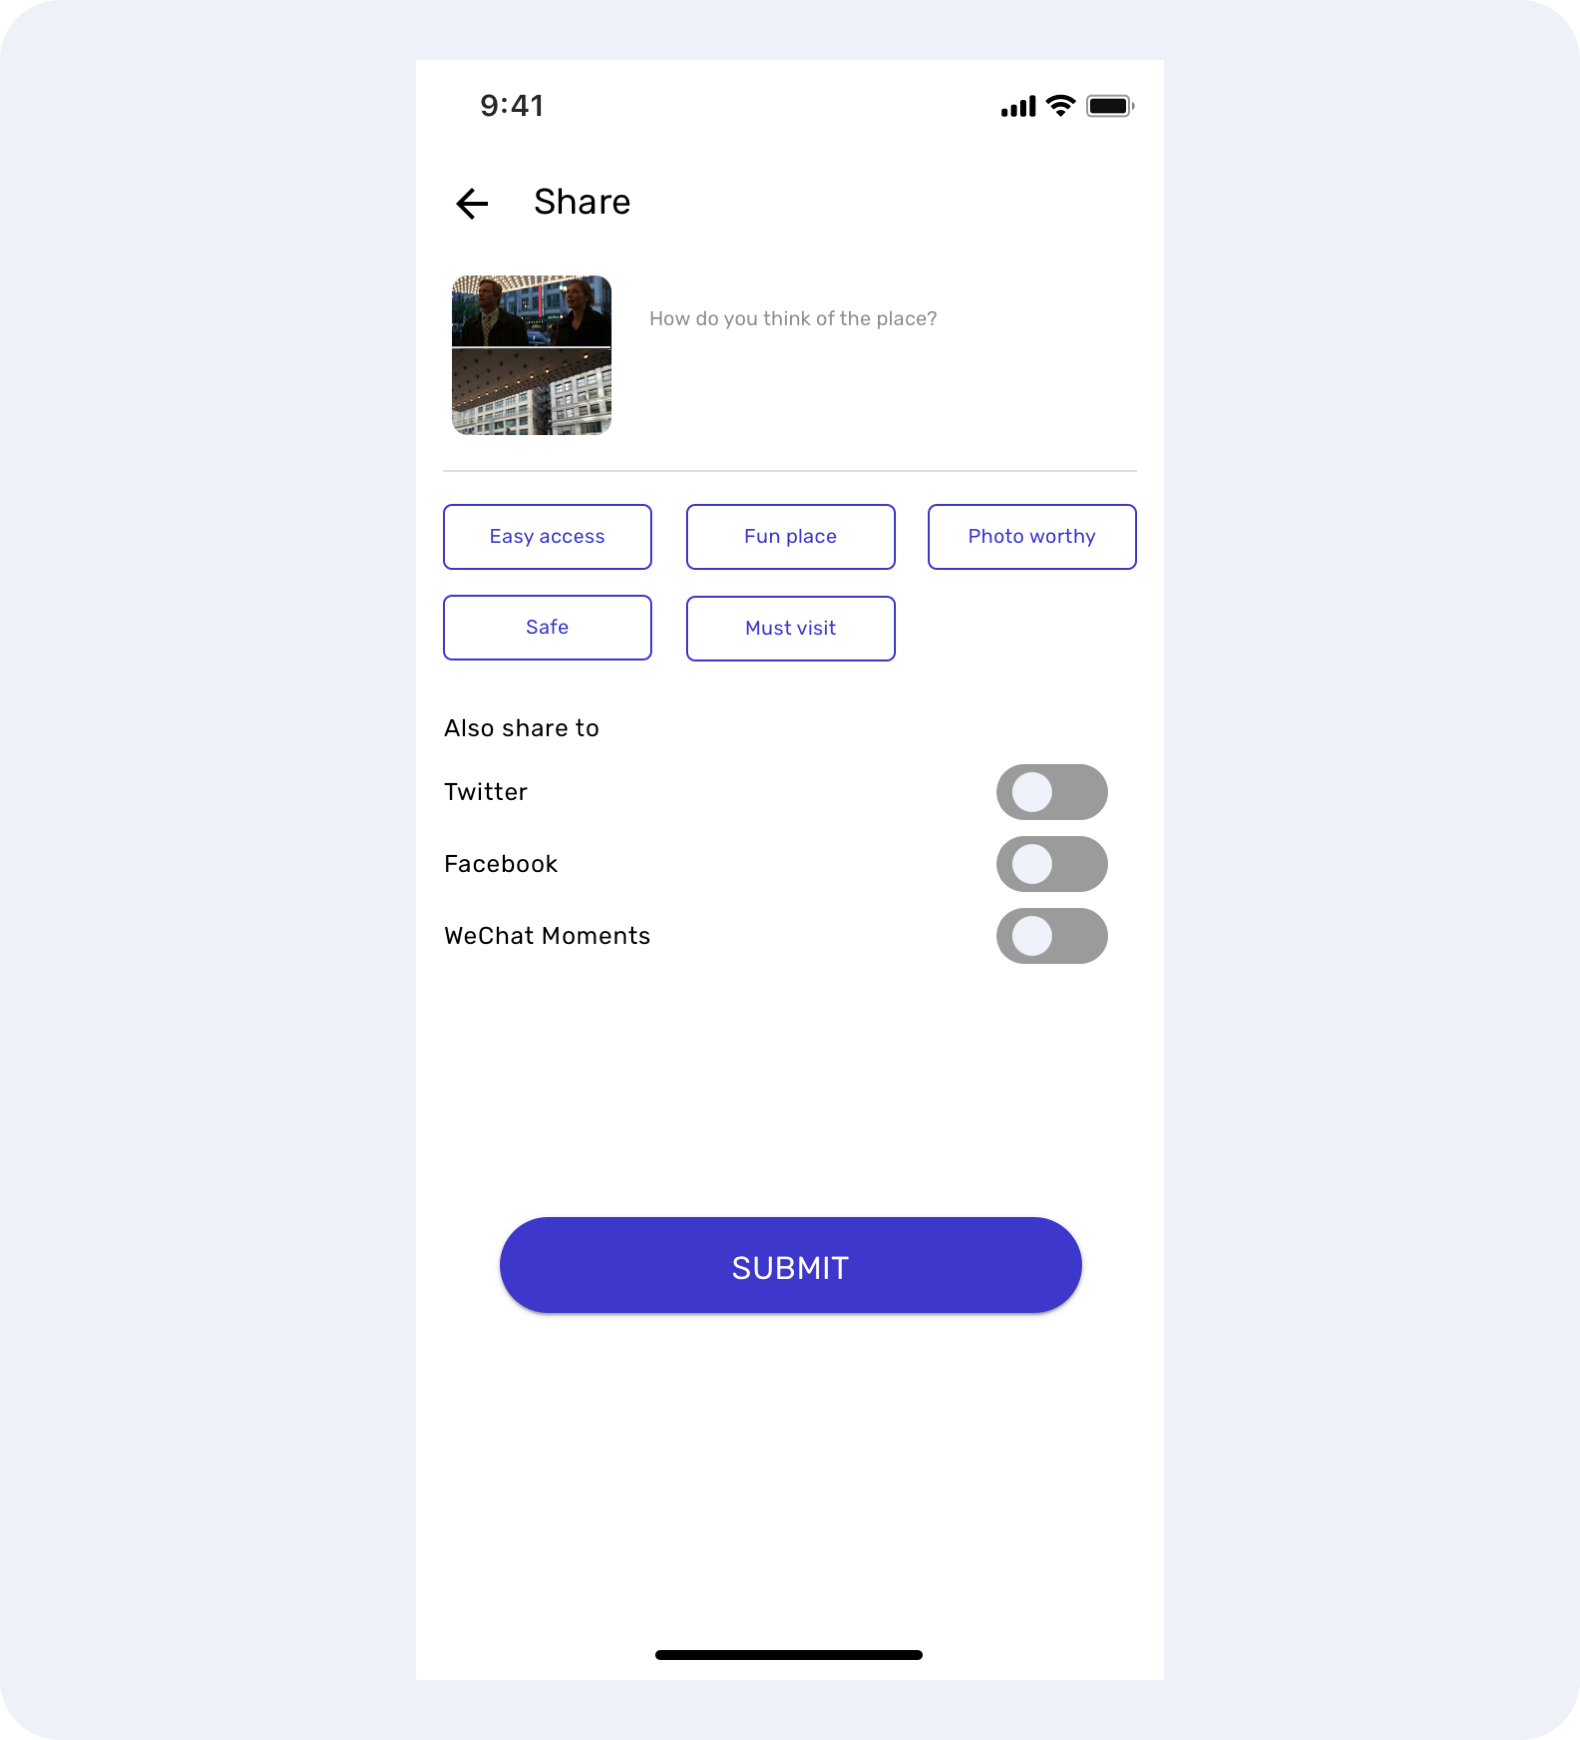 9:41
Share
How do you think of the place?
Easy access
Fun place
Photo worthy
Safe
Must visit
Also share to
Twitter
Facebook
WeChat Moments
SUBMIT